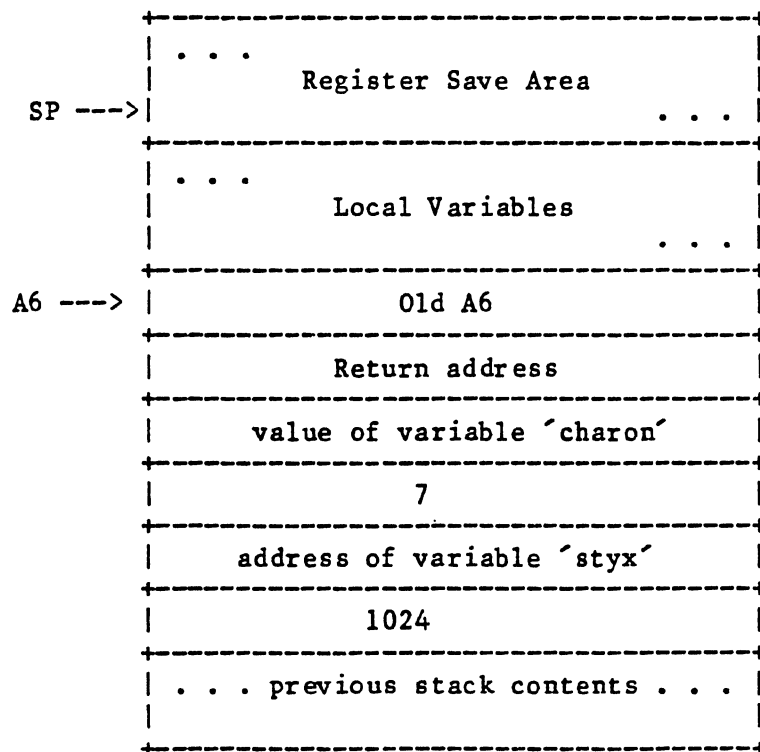 . . .
Register Save Area
SP --->
. . .
. . .
Local Variables
. . .
A6 ---> Old A6
Return address
value of variable ´charon´
7
address of variable ´styx´
1024
. . . previous stack contents . . .